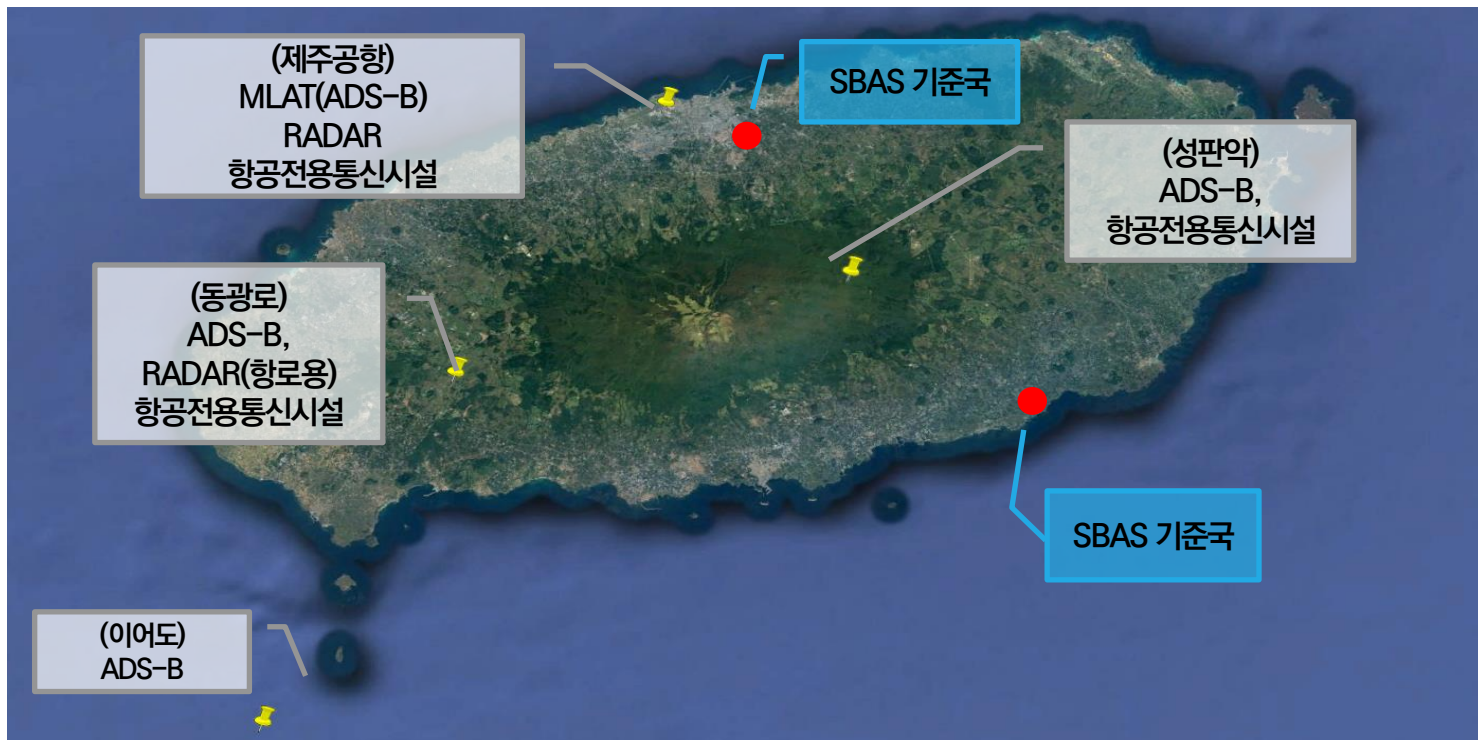 (제주공항)
MLAT(ADS-B)
RADAR
항공전용통신시설
SBAS 기준국
(성판악)
ADS-B,
항공전용통신시설
(동광로)
ADS-B,
RADAR(항로용)
항공전용통신시설
SBAS 기준국
(이어도)
ADS-B